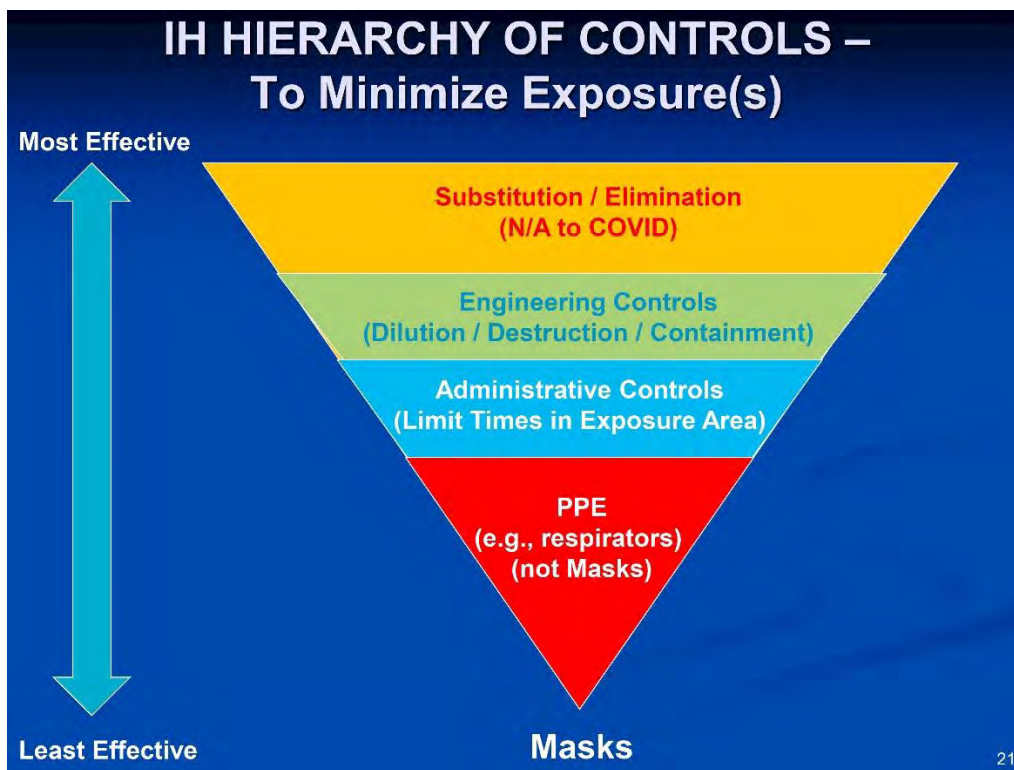 IH HIERARCHY OF CONTROLS –
To Minimize Exposure(s)
Most Effective
Substitution / Elimination
(N/A to COVID)
Engineering Controls
(Dilution / Destruction / Containment)
Administrative Controls
(Limit Times in Exposure Area)
PPE
(e.g., respirators)
(not Masks)
Least Effective
Masks
21